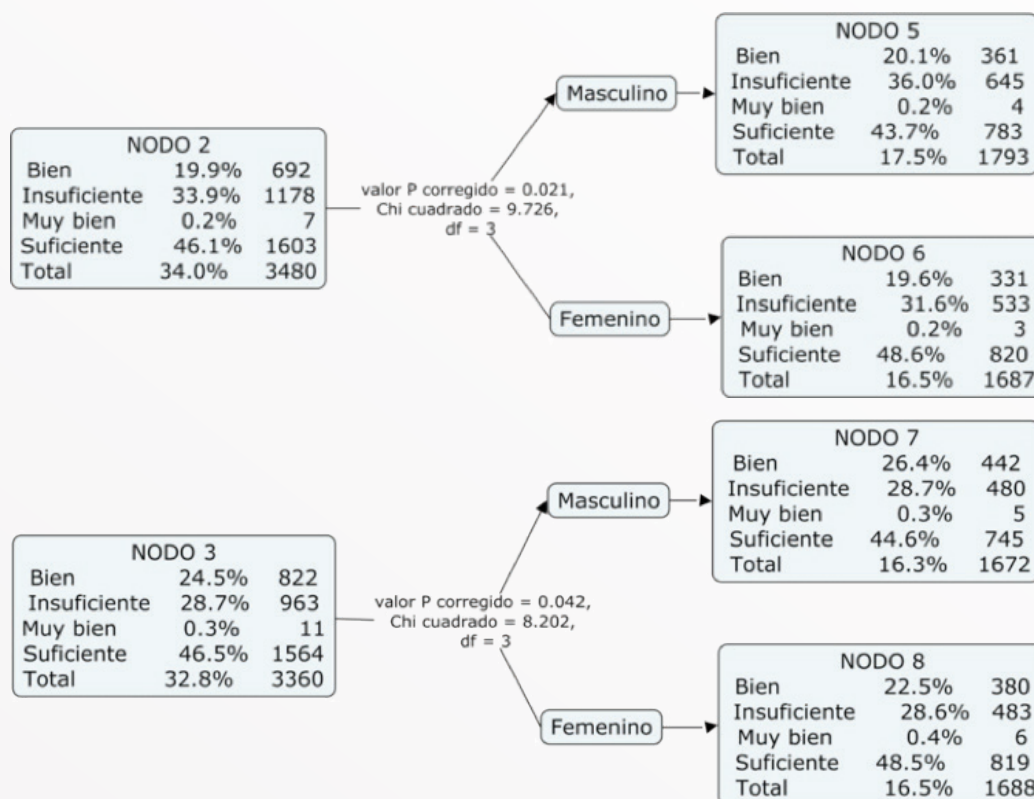 NODO 2
Bien 19.9% 692
Insuficiente 33.9% 1178
Muy bien 0.2% 7
Suficiente 46.1% 1603
Total 34.0% 3480
valor P corregido = 0.021,
Chi cuadrado = 9.726,
df = 3
Masculino
NODO 5
Bien 20.1% 361
Insuficiente 36.0% 645
Muy bien 0.2% 4
Suficiente 43.7% 783
Total 17.5% 1793
Femenino
NODO 6
Bien 19.6% 331
Insuficiente 31.6% 533
Muy bien 0.2% 3
Suficiente 48.6% 820
Total 16.5% 1687
NODO 3
Bien 24.5% 822
Insuficiente 28.7% 963
Muy bien 0.3% 11
Suficiente 46.5% 1564
Total 32.8% 3360
valor P corregido = 0.042,
Chi cuadrado = 8.202,
df = 3
Masculino
NODO 7
Bien 26.4% 442
Insuficiente 28.7% 480
Muy bien 0.3% 5
Suficiente 44.6% 745
Total 16.3% 1672
Femenino
NODO 8
Bien 22.5% 380
Insuficiente 28.6% 483
Muy bien 0.4% 6
Suficiente 48.5% 819
Total 16.5% 1688